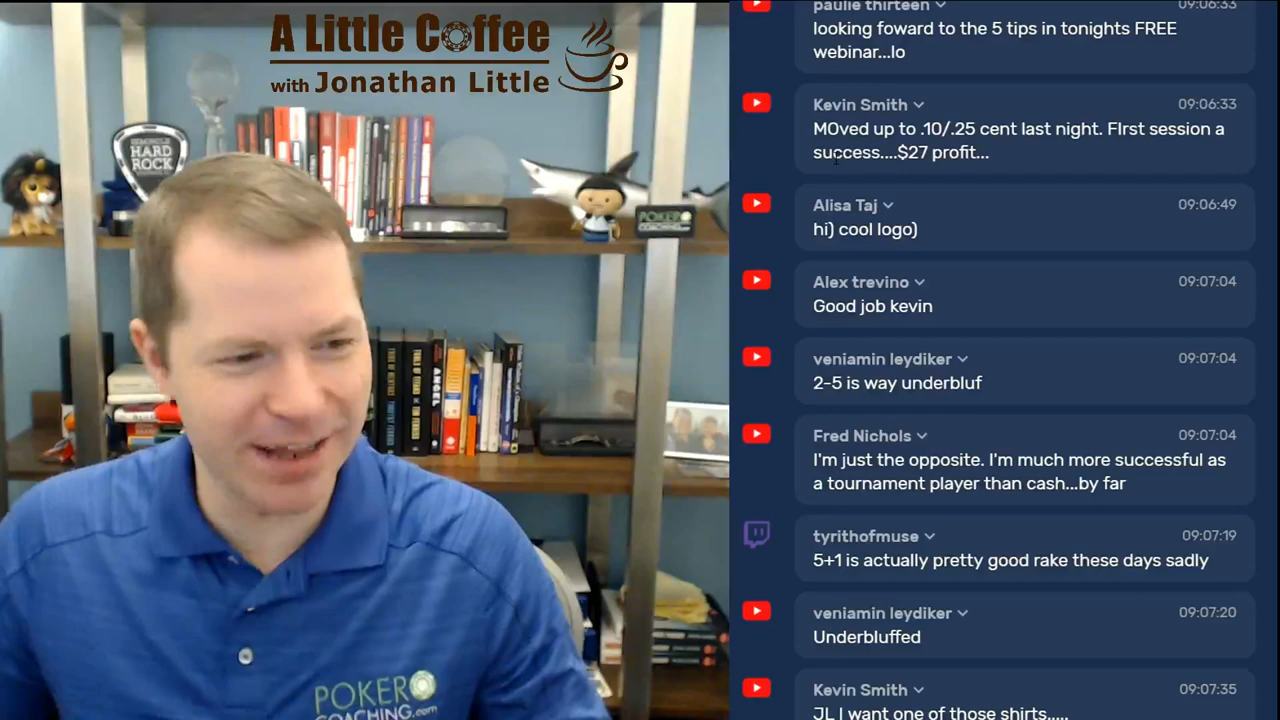 A Little Coffee
with Jonathan Little
SEMINOLE
HARD
ROCK
POKER
COACHING
ANGEL
POKER
COACHING.com
paulie thirteen 09:06:33
looking foward to the 5 tips in tonights FREE
webinar...lo
Kevin Smith 09:06:33
MOved up to .10/.25 cent last night. FIrst session a
success....$27 profit...
Alisa Taj 09:06:49
hi) cool logo)
Alex trevino 09:07:04
Good job kevin
veniamin leydiker 09:07:04
2-5 is way underbluf
Fred Nichols 09:07:04
I'm just the opposite. I'm much more successful as
a tournament player than cash...by far
tyrithofmuse 09:07:19
5+1 is actually pretty good rake these days sadly
veniamin leydiker 09:07:20
Underbluffed
Kevin Smith 09:07:35
JL I want one of those shirts.....